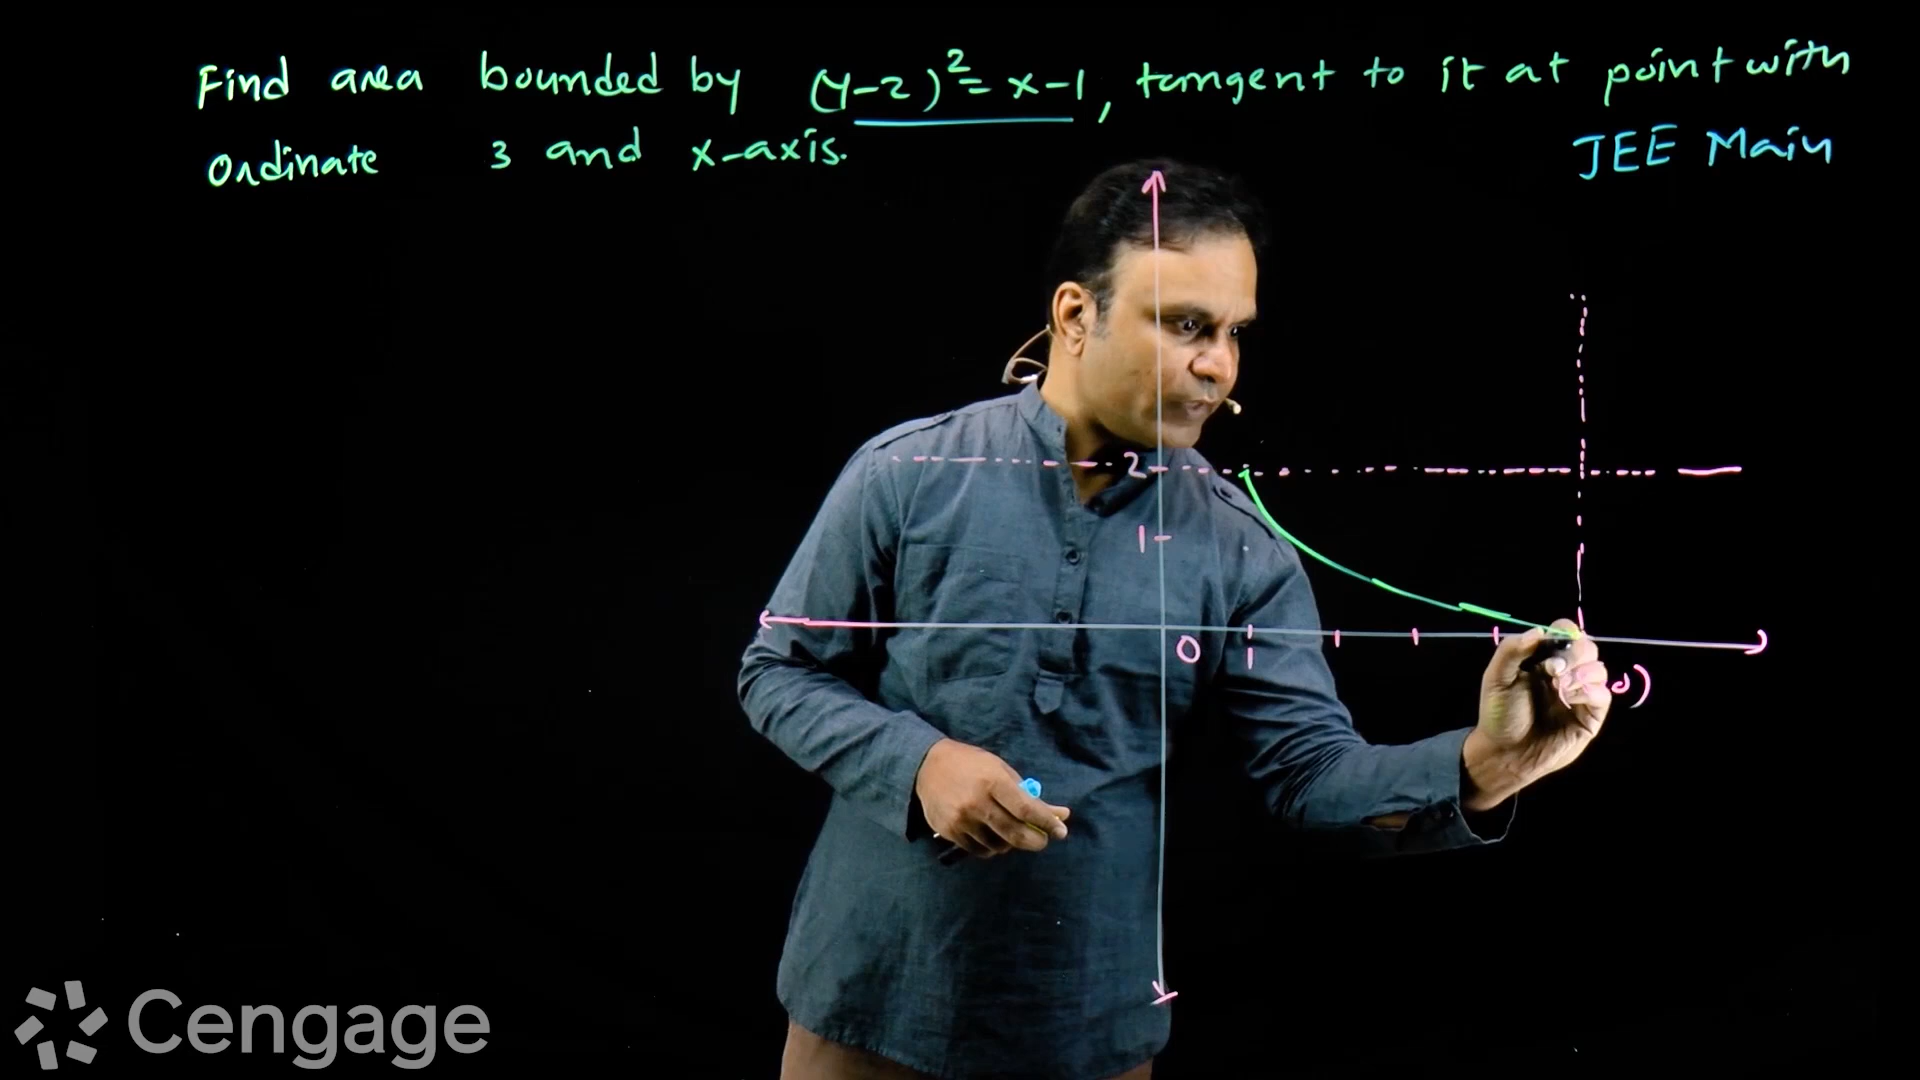 Find area bounded by (y-2)²=x-1, tangent to it at point with
ordinate 3 and x-axis.
JEE Main
2
1
0
1
0)
Cengage